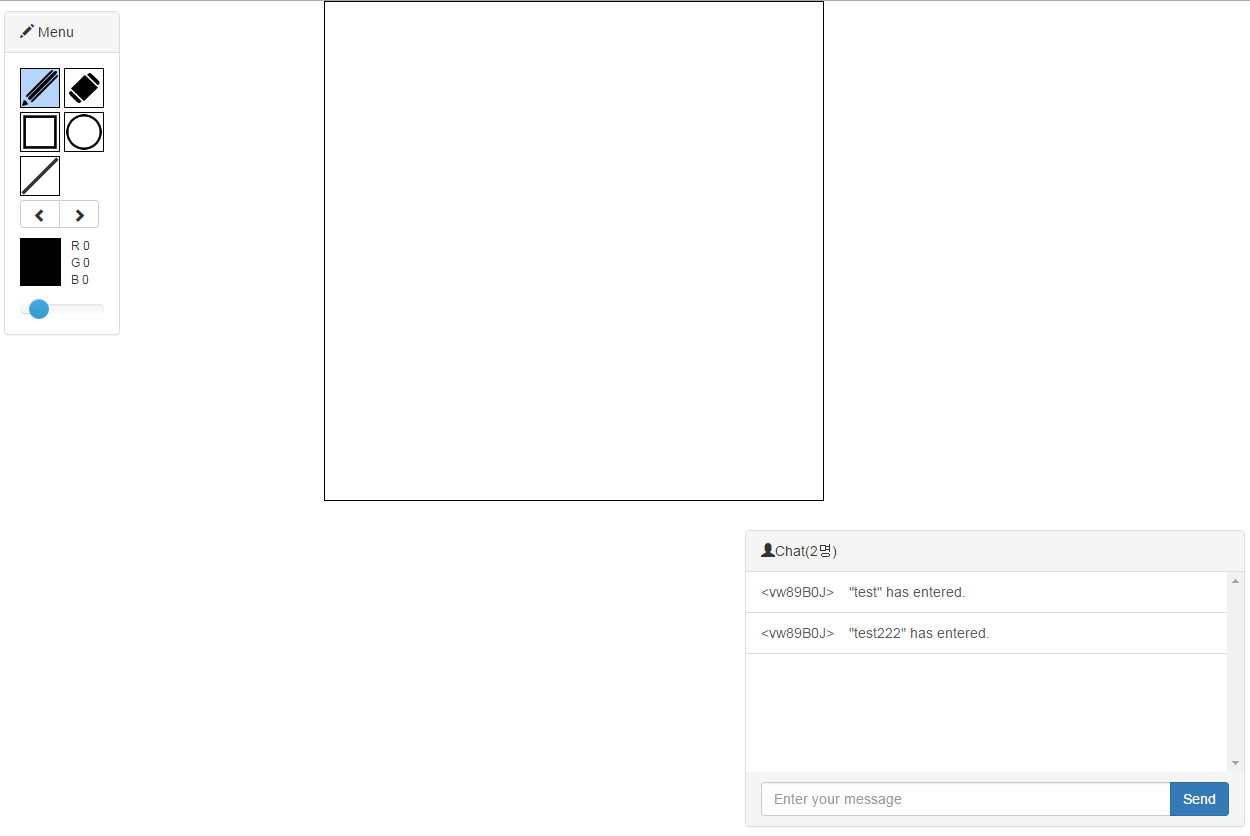 Menu
R 0
G 0
B 0
Chat(2명)
<vw89B0J> "test" has entered.
<vw89B0J> "test222" has entered.
Enter your message
Send